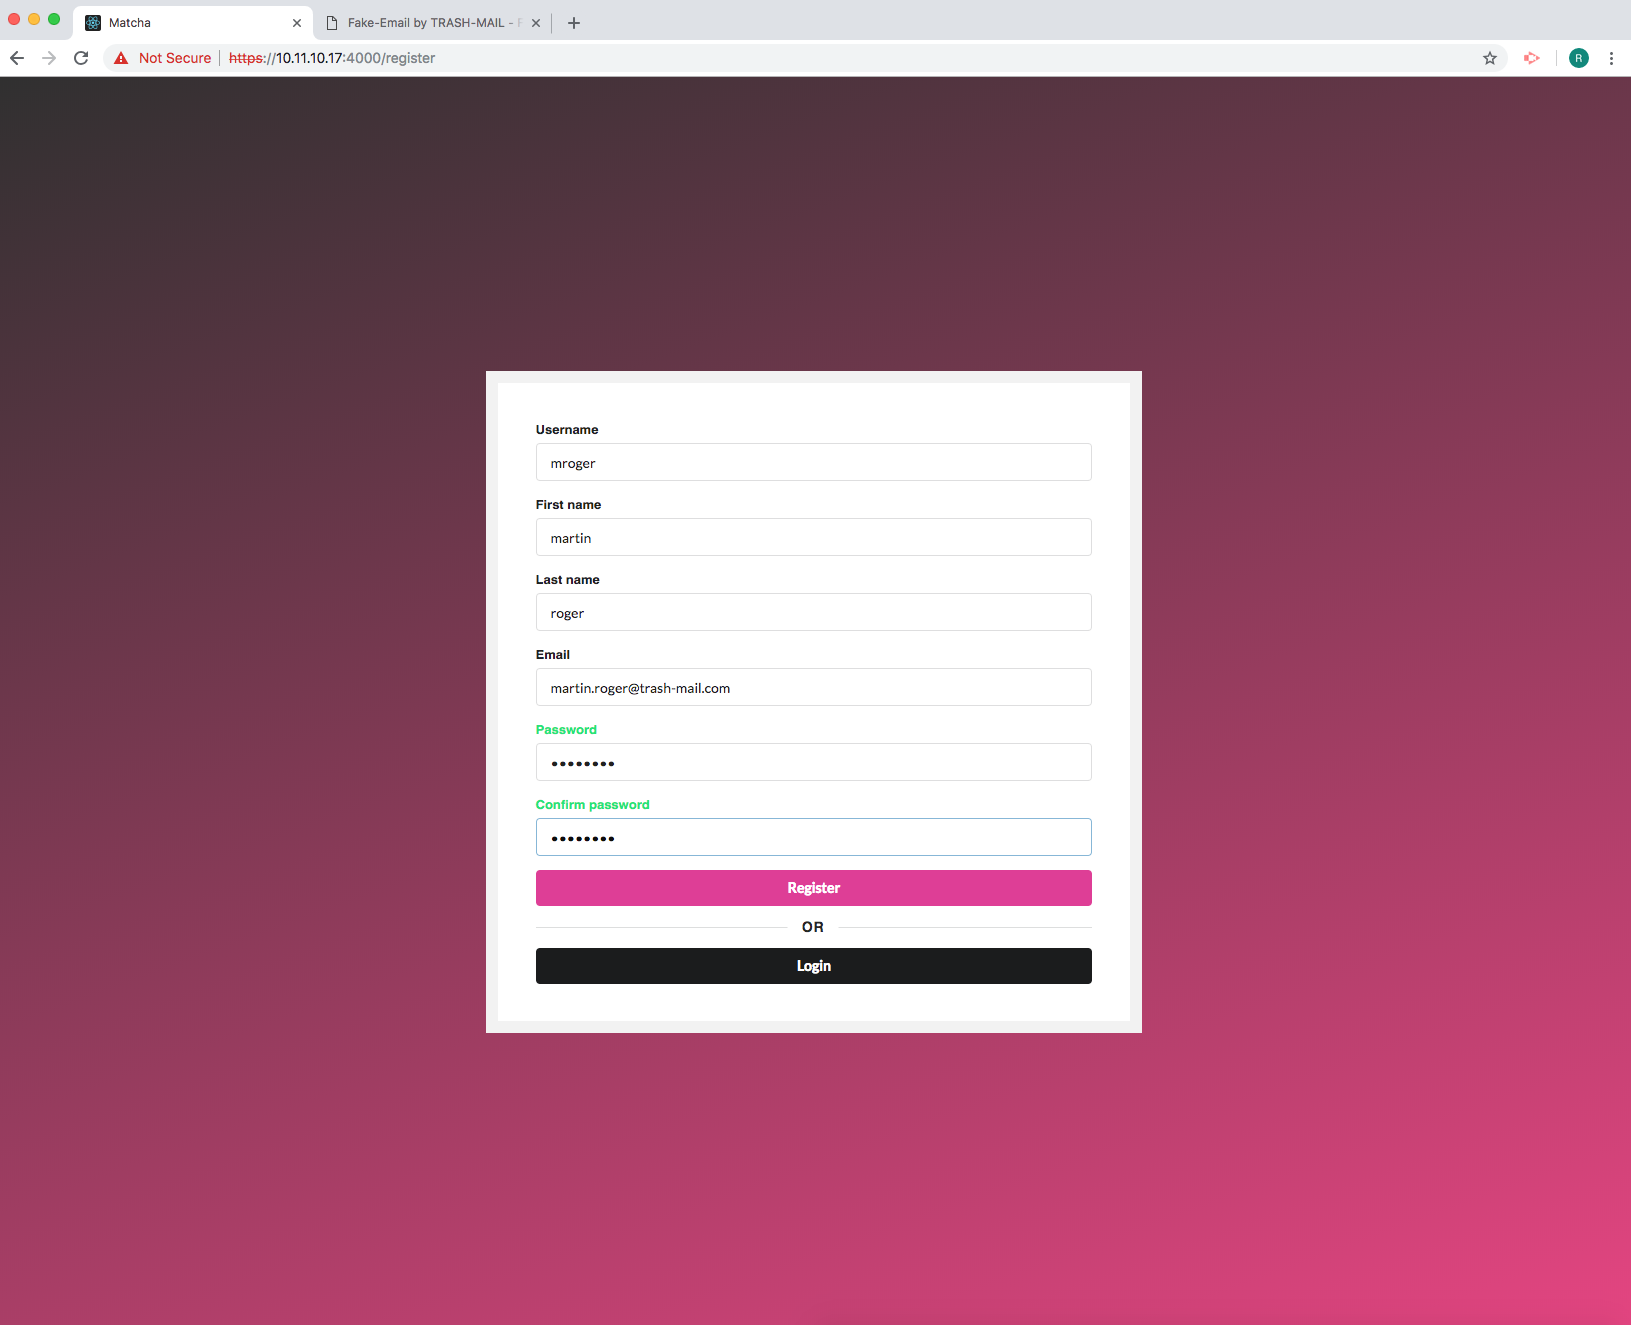 Matcha
Fake-Email by TRASH-MAIL -
Not Secure https://10.11.10.17:4000/register
R
Username
mroger
First name
martin
Last name
roger
Email
martin.roger@trash-mail.com
Password
••••••••
Confirm password
••••••••
Register
OR
Login